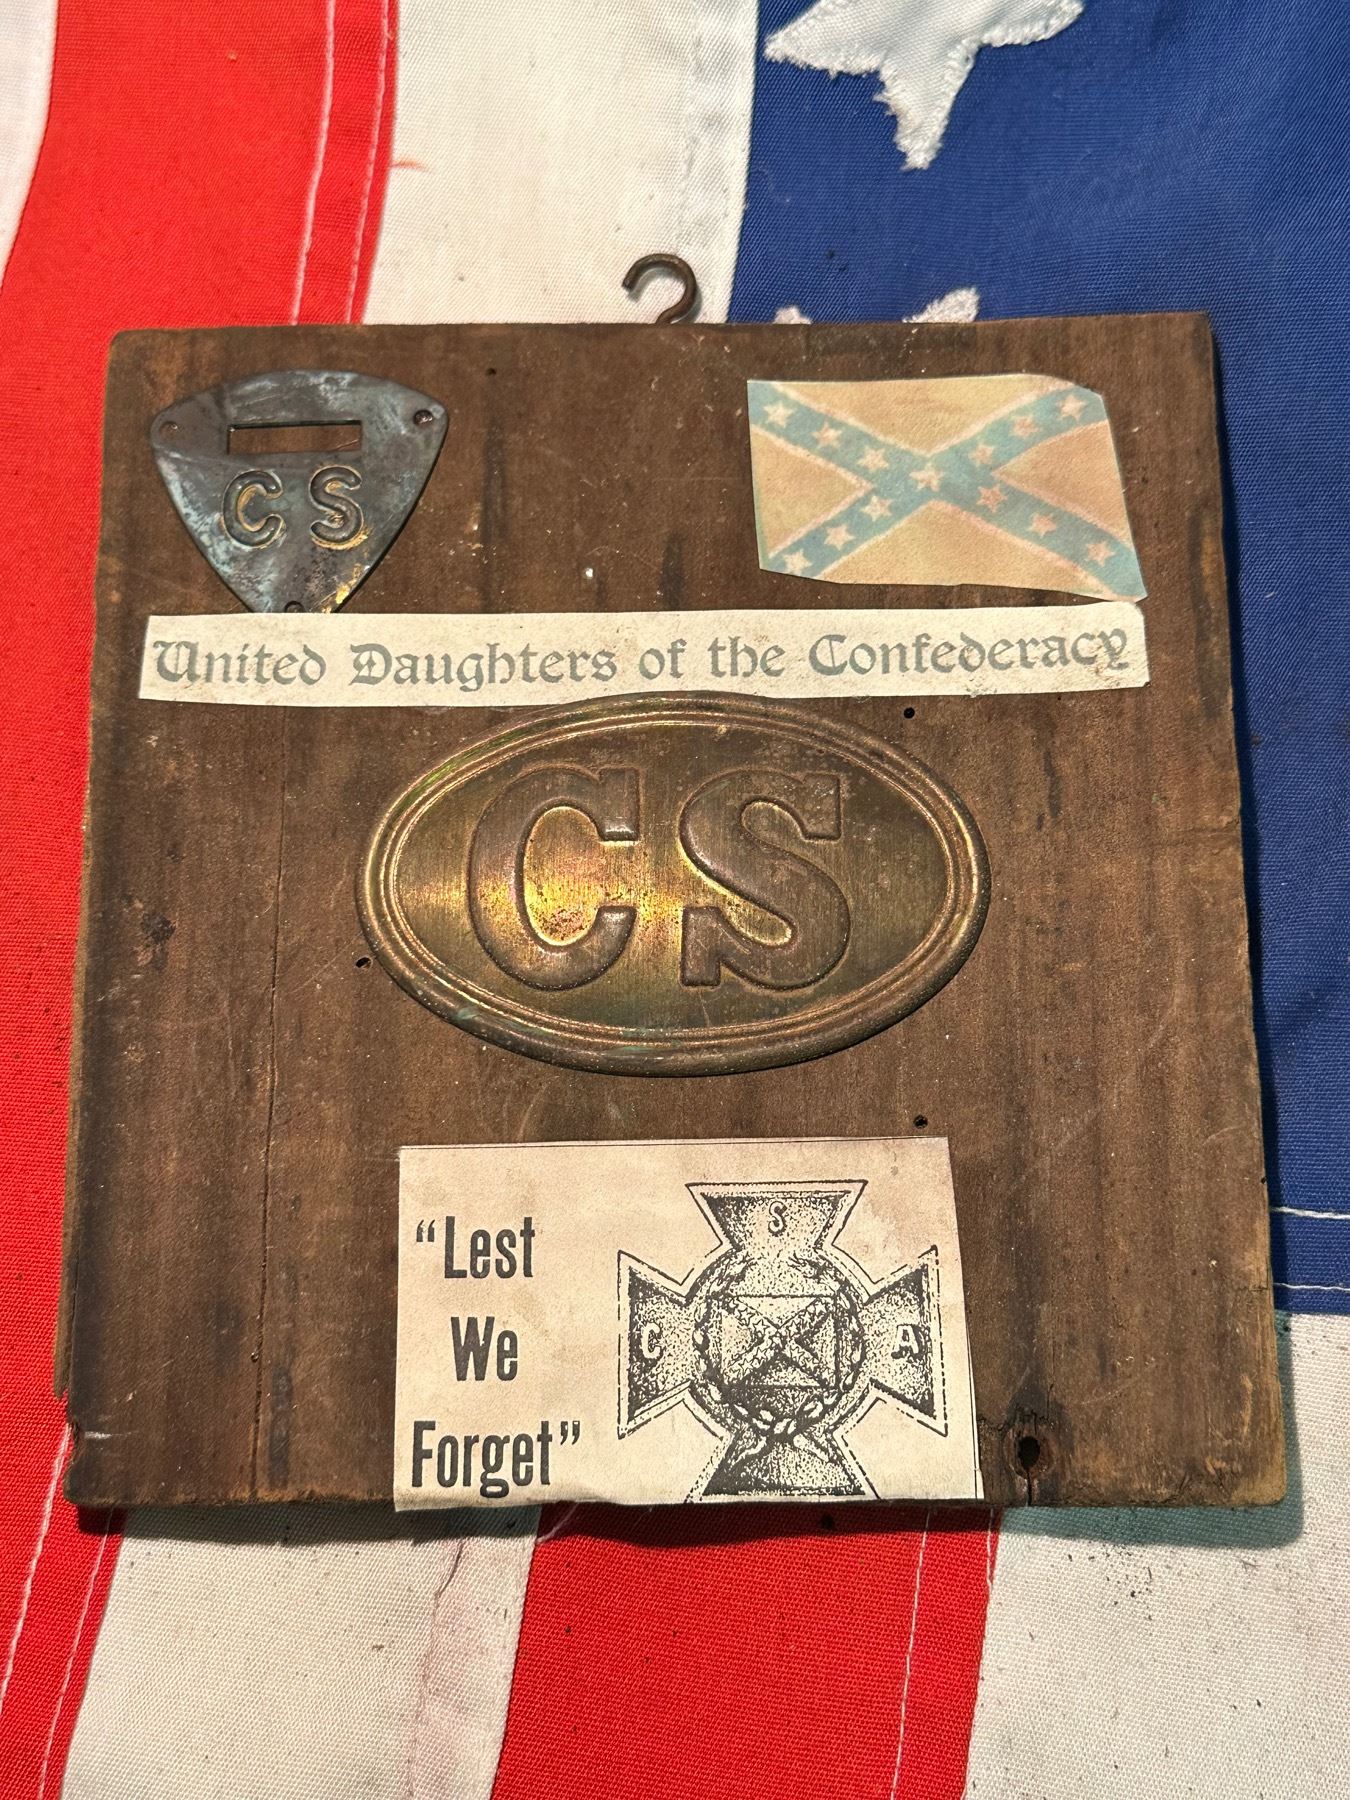 CS
United Daughters of the Confederacy
CS
"Lest
We
Forget"
S
C
A